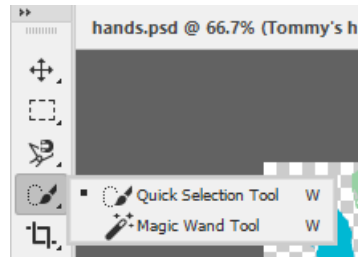 hands.psd @ 66.7% (Tommy's h
Quick Selection Tool W
Magic Wand Tool W